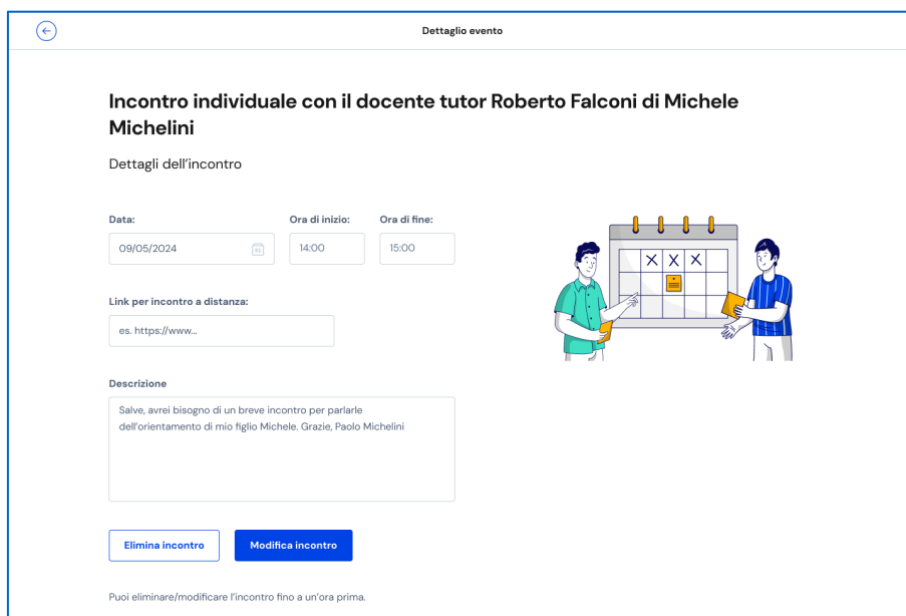 Dettaglio evento
Incontro individuale con il docente tutor Roberto Falconi di Michele
Michelini
Dettagli dell'incontro
Data:
Ora di inizio:
Ora di fine:
09/05/2024
14:00
15:00
Link per incontro a distanza:
es. https://www...
Descrizione
Salve, avrei bisogno di un breve incontro per parlarle
dell'orientamento di mio figlio Michele. Grazie, Paolo Michelini
Elimina incontro
Modifica incontro
Puoi eliminare/modificare l'incontro fino a un'ora prima.